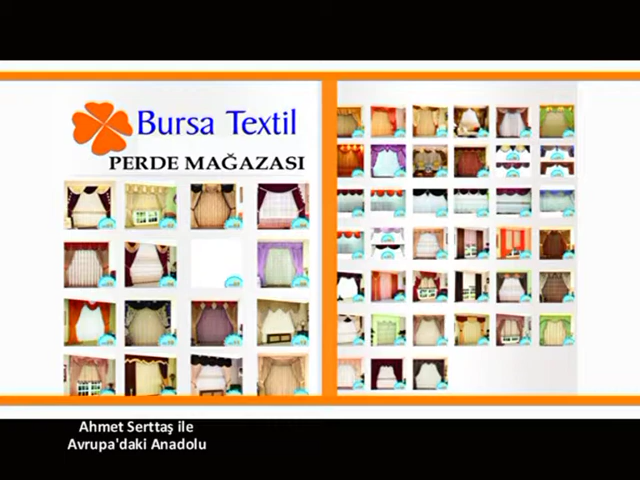 Bursa Textil
PERDE MAĞAZASI
Ahmet Serttaş ile
Avrupa'daki Anadolu